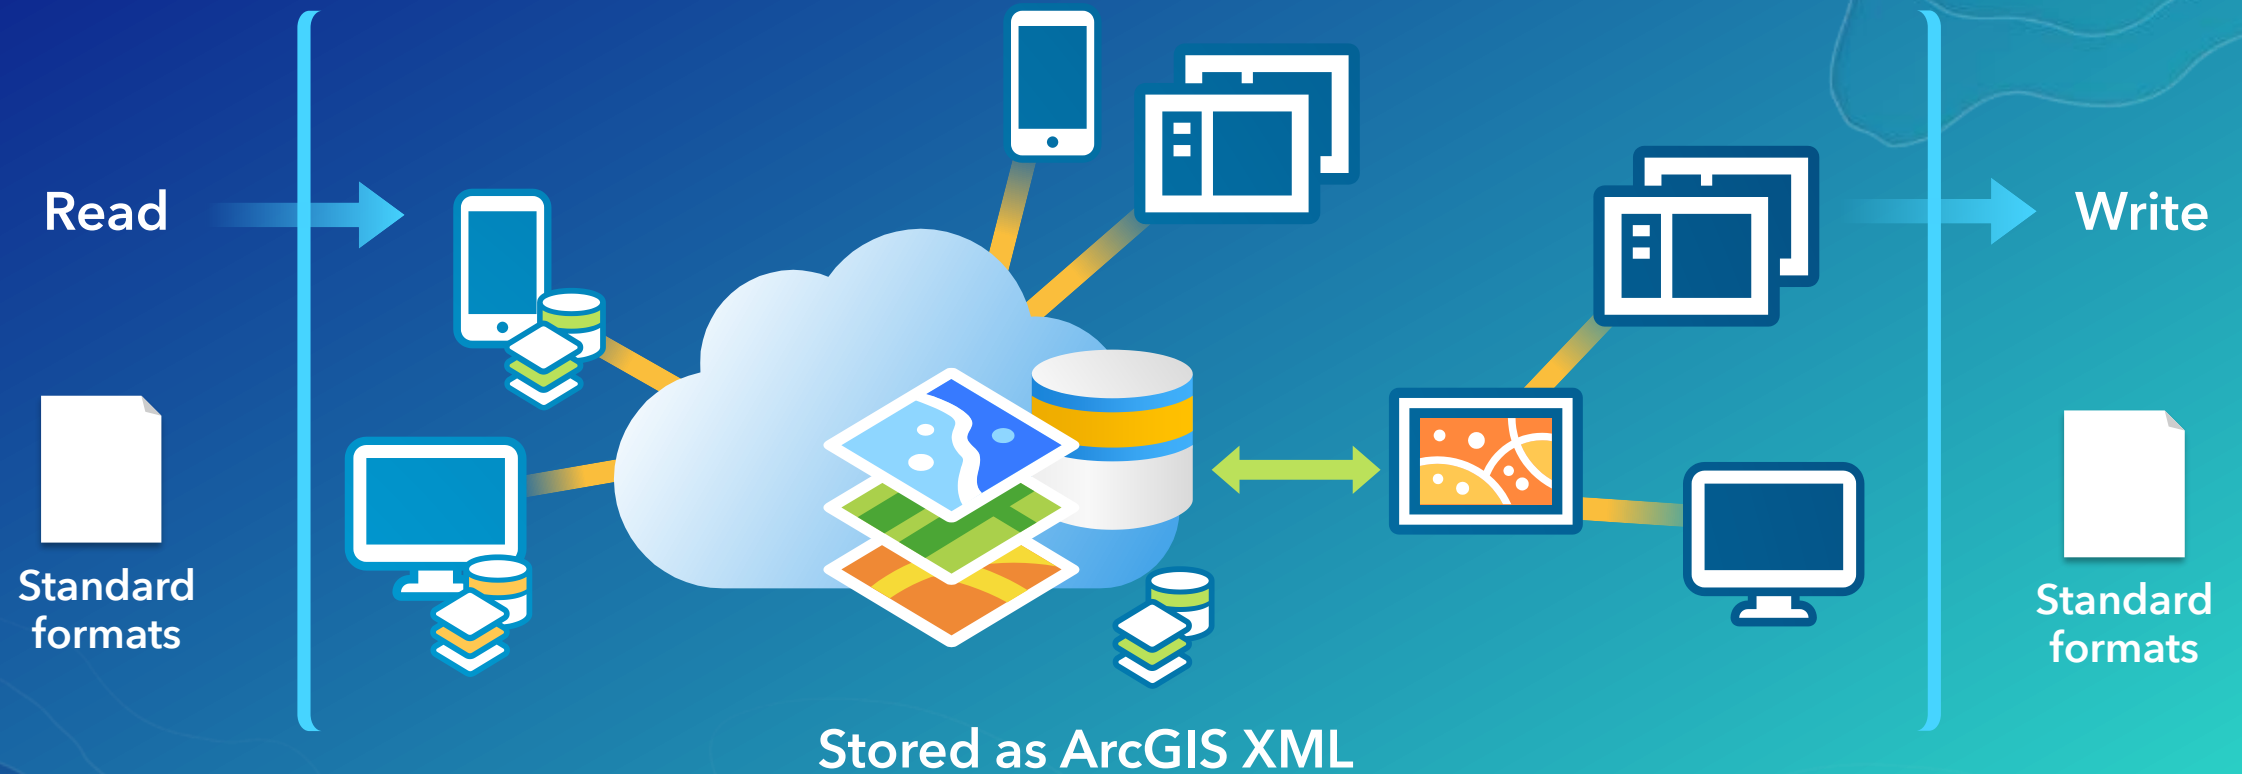 Read
Standard
formats
Stored as ArcGIS XML
Write
Standard
formats